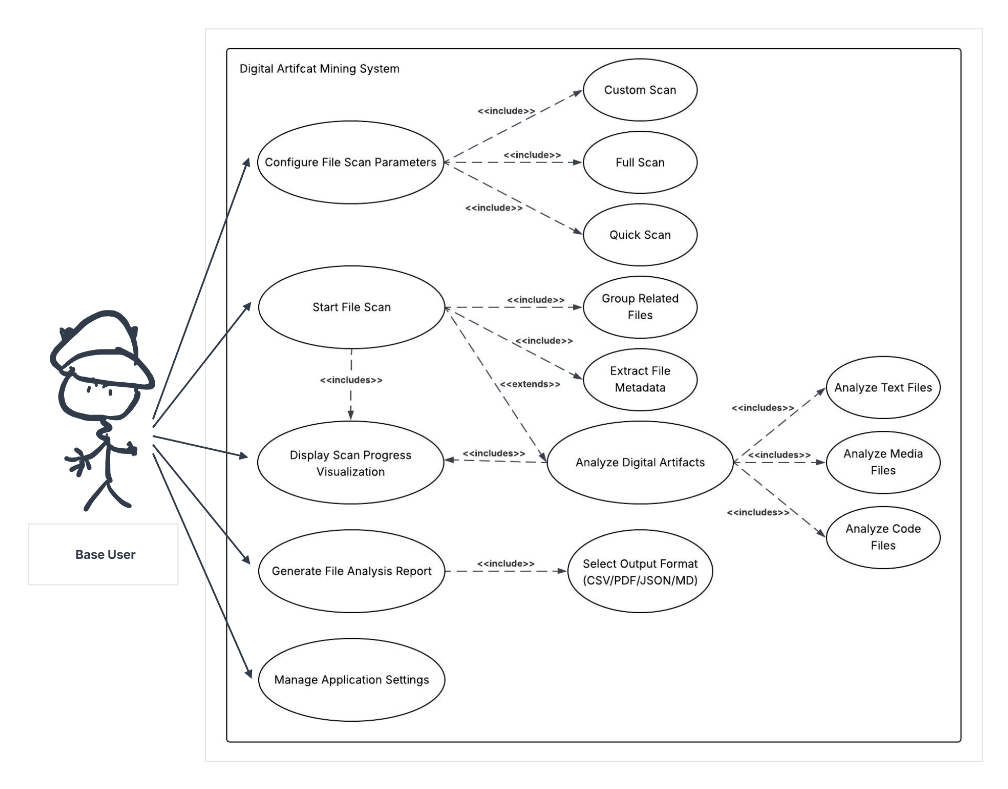 Digital Artifcat Mining System
Custom Scan
<<include>>
Configure File Scan Parameters
<<include>>
Full Scan
<<include>>
Quick Scan
Start File Scan
<<include>>
Group Related
Files
<<include>>
Extract File
Metadata
<<includes>>
<<extends>>
Analyze Text Files
<<includes>>
Display Scan Progress
Visualization
<<includes>>
Analyze Digital Artifacts
<<includes>>
Analyze Media
Files
<<includes>>
Analyze Code
Files
Base User
Generate File Analysis Report
<<include>>
Select Output Format
(CSV/PDF/JSON/MD)
Manage Application Settings